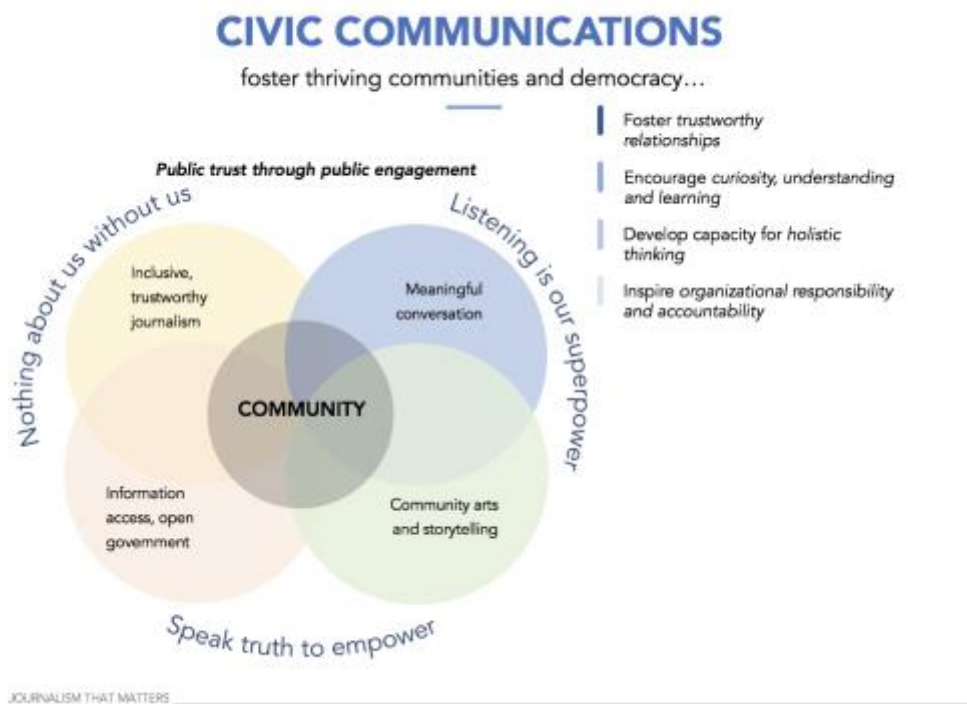 CIVIC COMMUNICATIONS
foster thriving communities and democracy...
Foster trustworthy
relationships
Encourage curiosity, understanding
and learning
Develop capacity for holistic
thinking
Inspire organizational responsibility
and accountability
Public trust through public engagement
Nothing about us without us
Listening is our superpower
Inclusive,
trustworthy
journalism
Meaningful
conversation
COMMUNITY
Information
access, open
government
Community arts
and storytelling
Speak truth to empower
JOURNALISM THAT MATTERS